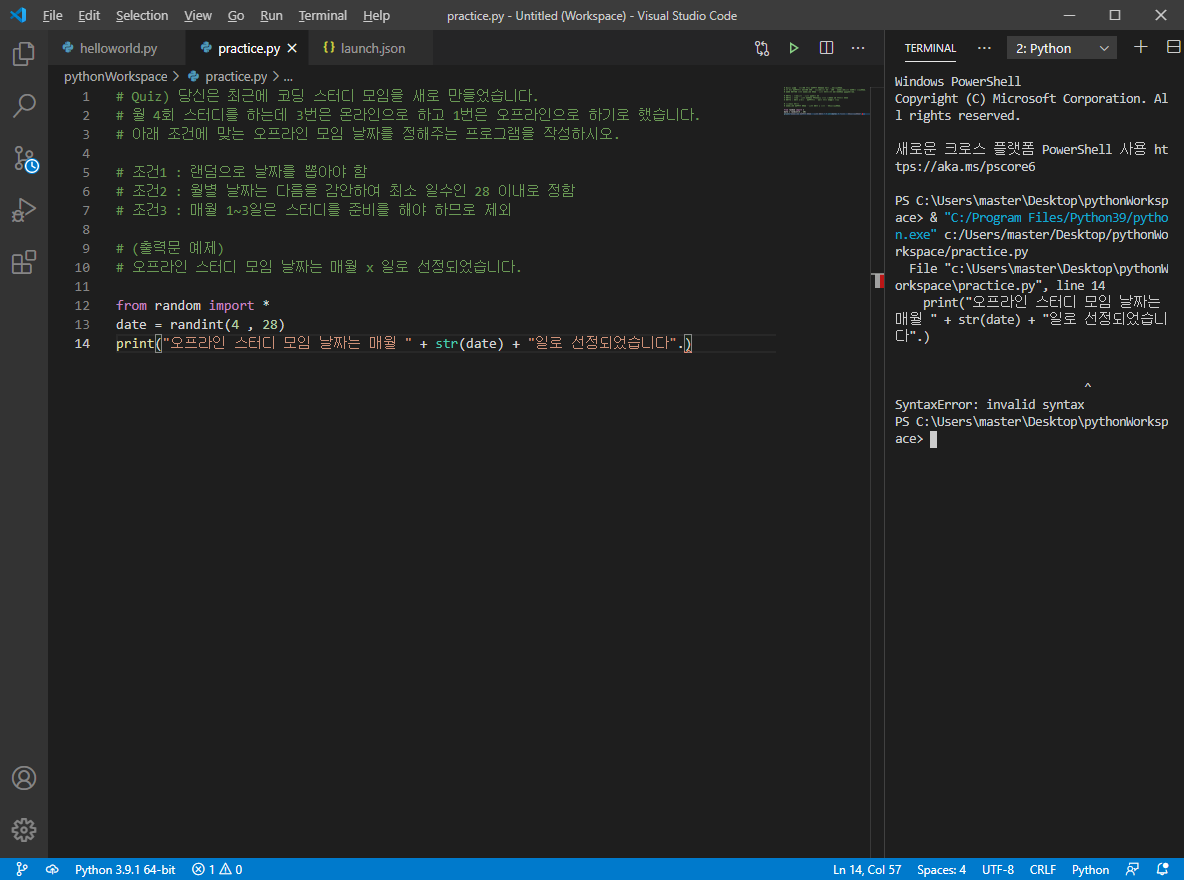 File Edit Selection View Go Run Terminal Help practice.py - Untitled (Workspace) - Visual Studio Code
helloworld.py practice.py launch.json
pythonWorkspace > practice.py > ...
1 # Quiz) 당신은 최근에 코딩 스터디 모임을 새로 만들었습니다.
2 # 월 4회 스터디를 하는데 3번은 온라인으로 하고 1번은 오프라인으로 하기로 했습니다.
3 # 아래 조건에 맞는 오프라인 모임 날짜를 정해주는 프로그램을 작성하시오.
4
5 # 조건1 : 랜덤으로 날짜를 뽑아야 함
6 # 조건2 : 월별 날짜는 다름을 감안하여 최소 일수인 28 이내로 정함
7 # 조건3 : 매월 1~3일은 스터디를 준비를 해야 하므로 제외
8
9 # (출력문 예제)
10 # 오프라인 스터디 모임 날짜는 매월 x 일로 선정되었습니다.
11
12 from random import *
13 date = randint(4 , 28)
14 print("오프라인 스터디 모임 날짜는 매월 " + str(date) + "일로 선정되었습니다".)
TERMINAL ... 2: Python
Windows PowerShell
Copyright (C) Microsoft Corporation. Al
l rights reserved.
새로운 크로스 플랫폼 PowerShell 사용 ht
tps://aka.ms/pscore6
PS C:\Users\master\Desktop\pythonWorksp
ace> & "C:/Program Files/Python39/pytho
n.exe" c:/Users/master/Desktop/pythonWo
rkspace/practice.py
File "c:\Users\master\Desktop\pythonW
orkspace\practice.py", line 14
print("오프라인 스터디 모임 날짜는
매월 " + str(date) + "일로 선정되었습니
다".)
^
SyntaxError: invalid syntax
PS C:\Users\master\Desktop\pythonWorksp
ace>
Python 3.9.1 64-bit 1 0 Ln 14, Col 57 Spaces: 4 UTF-8 CRLF Python